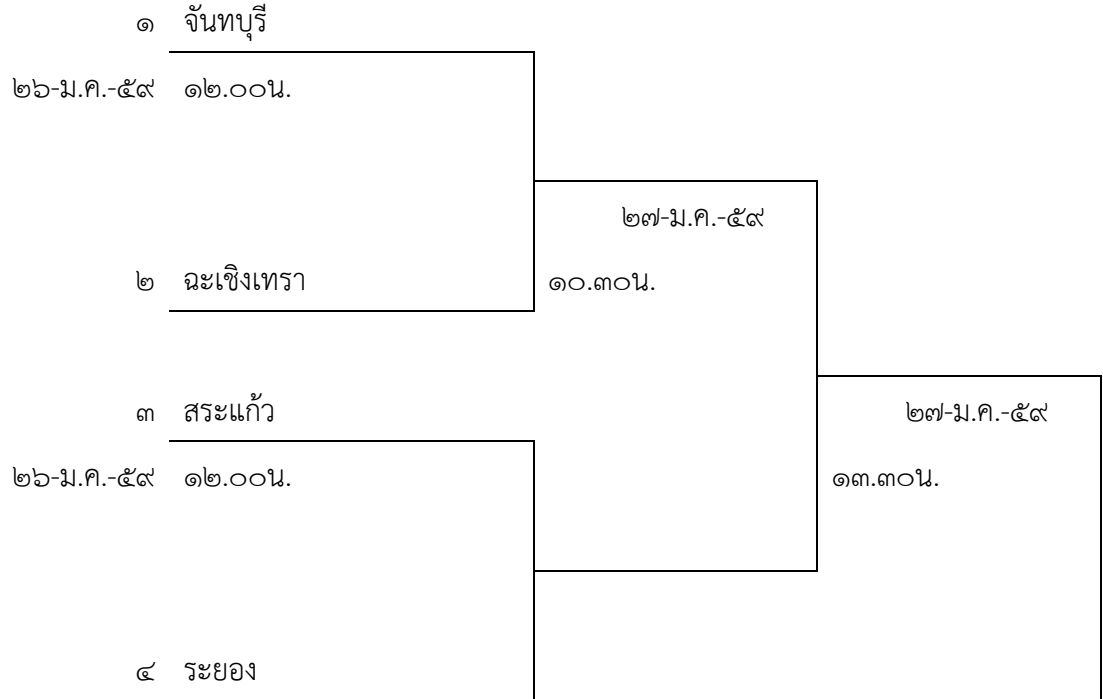 ๑ จันทบุรี
๒๖-ม.ค.-๕๙ ๑๒.๐๐น.
๒๗-ม.ค.-๕๙
๒ ฉะเชิงเทรา ๑๐.๓๐น.
๓ สระแก้ว ๒๗-ม.ค.-๕๙
๒๖-ม.ค.-๕๙ ๑๒.๐๐น. ๑๓.๓๐น.
๔ ระยอง